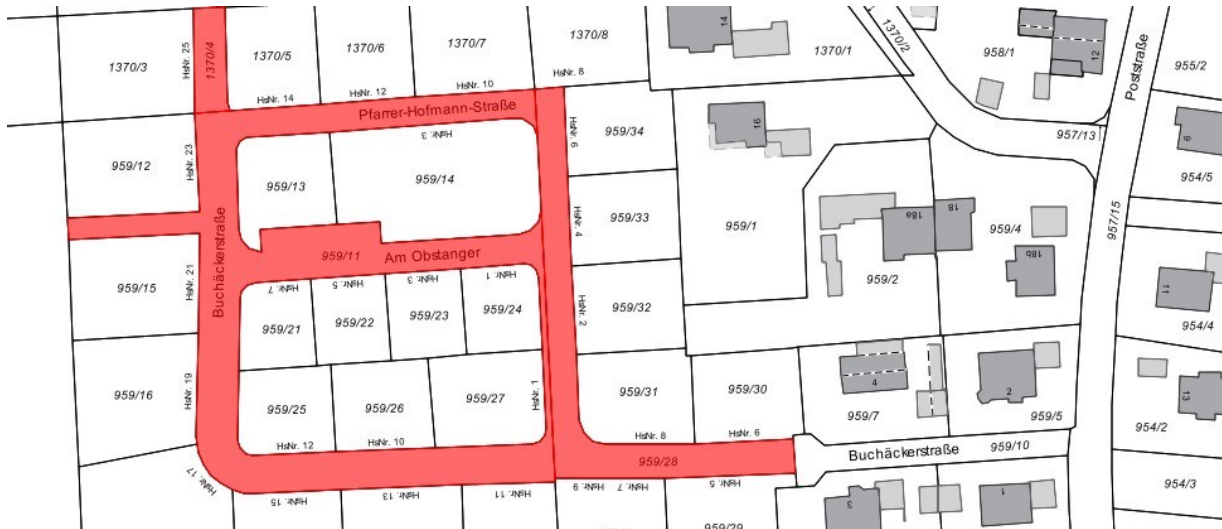 14
1370/2
958/1
12
955/2
1370/3
HsNr. 25
1370/4
1370/5
1370/6
1370/7
1370/8
1370/1
HsNr. 14
HsNr. 12
HsNr. 10
HsNr. 8
Poststraße
Pfarrer-Hofmann-Straße
HsNr. 3
HsNr. 6
959/34
16
957/13
9
954/5
959/12
HsNr. 23
959/13
959/14
959/33
HsNr. 4
959/1
18a
18
959/4
957/15
959/11
Am Obstanger
Buchäckerstraße
959/15
HsNr. 21
HsNr. 7
HsNr. 5
HsNr. 3
HsNr. 1
959/2
18b
11
959/21
959/22
959/23
959/24
HsNr. 2
959/32
954/4
959/16
HsNr. 19
959/25
959/26
959/27
HsNr. 1
959/31
959/30
4
2
13
959/7
959/5
954/2
HsNr. 12
HsNr. 10
HsNr. 8
HsNr. 6
959/28
Buchäckerstraße
959/10
HsNr. 17
HsNr. 15
HsNr. 13
HsNr. 11
HsNr. 9
HsNr. 7
HsNr. 5
3
1
954/3
959/29